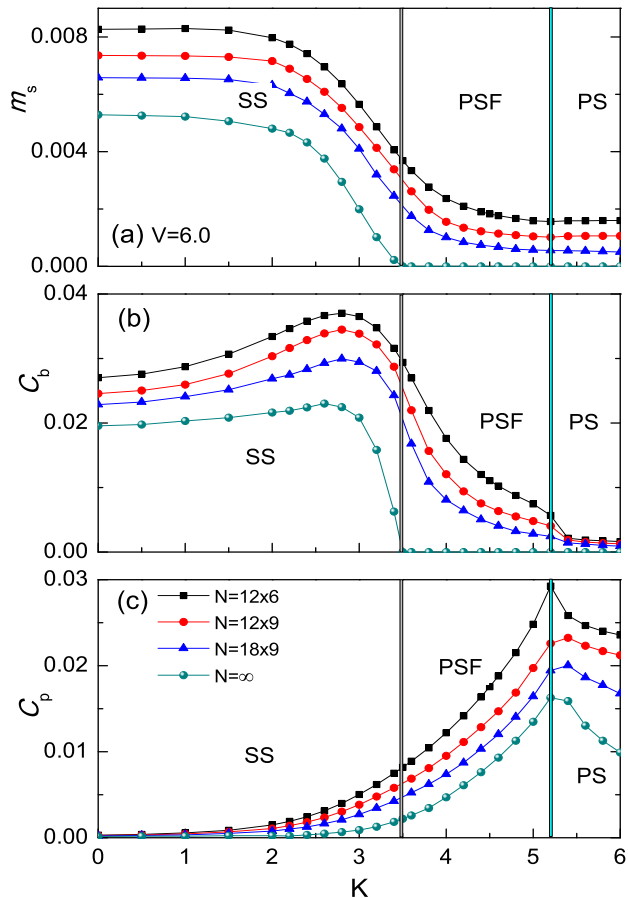 0.008
0.004
0.000
m_s
SS
PSF
PS
(a) V=6.0
0.04
0.02
0.00
C_b
(b)
SS
PSF
PS
0.03
0.02
0.01
0.00
C_p
(c)
N=12x6
N=12x9
N=18x9
N=∞
SS
PSF
PS
0 1 2 3 4 5 6
K